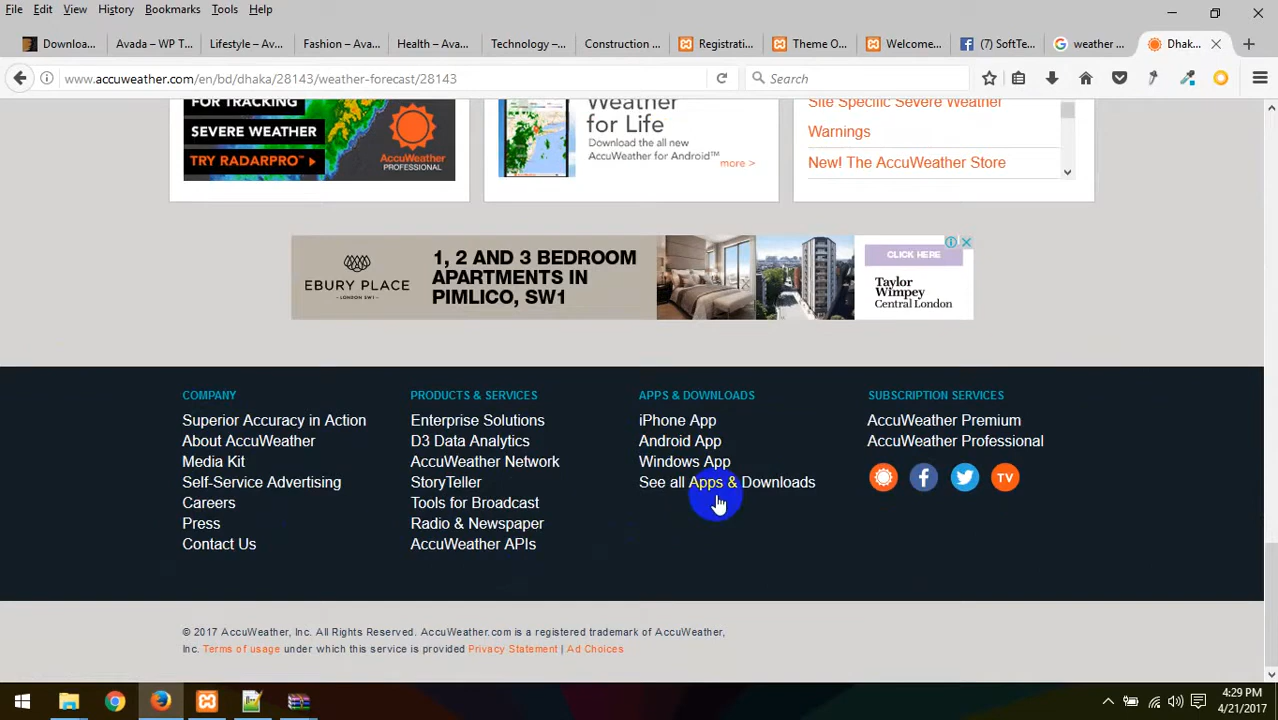 File Edit View History Bookmarks Tools Help
Downloa... Avada – WP T... Lifestyle – Av... Fashion – Ava... Health – Ava... Technology –... Construction ... Registrati... Theme O... Welcome... (7) SoftTe... weather ... Dhak...
www.accuweather.com/en/bd/dhaka/28143/weather-forecast/28143 Search
FOR TRACKING
SEVERE WEATHER
TRY RADARPRO™
AccuWeather
PROFESSIONAL
Weather
for Life
Download the all new
AccuWeather for Android™
more >
Site Specific Severe Weather
Warnings
New! The AccuWeather Store
EBURY PLACE
LONDON SW1
1, 2 AND 3 BEDROOM
APARTMENTS IN
PIMLICO, SW1
CLICK HERE
Taylor
Wimpey
Central London
COMPANY
Superior Accuracy in Action
About AccuWeather
Media Kit
Self-Service Advertising
Careers
Press
Contact Us
PRODUCTS & SERVICES
Enterprise Solutions
D3 Data Analytics
AccuWeather Network
StoryTeller
Tools for Broadcast
Radio & Newspaper
AccuWeather APIs
APPS & DOWNLOADS
iPhone App
Android App
Windows App
See all Apps & Downloads
SUBSCRIPTION SERVICES
AccuWeather Premium
AccuWeather Professional
TV
© 2017 AccuWeather, Inc. All Rights Reserved. AccuWeather.com is a registered trademark of AccuWeather,
Inc. Terms of usage under which this service is provided Privacy Statement | Ad Choices
4:29 PM
4/21/2017